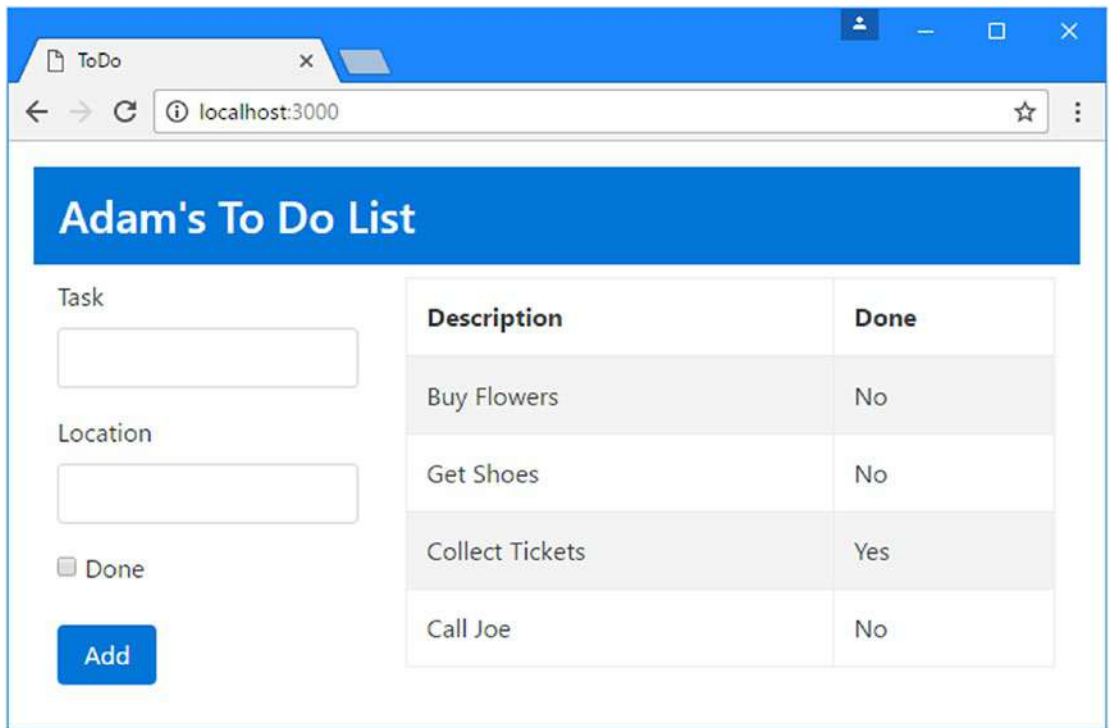 ToDo
localhost:3000
Adam's To Do List
Task
Location
Done
Add
Description Done
Buy Flowers No
Get Shoes No
Collect Tickets Yes
Call Joe No